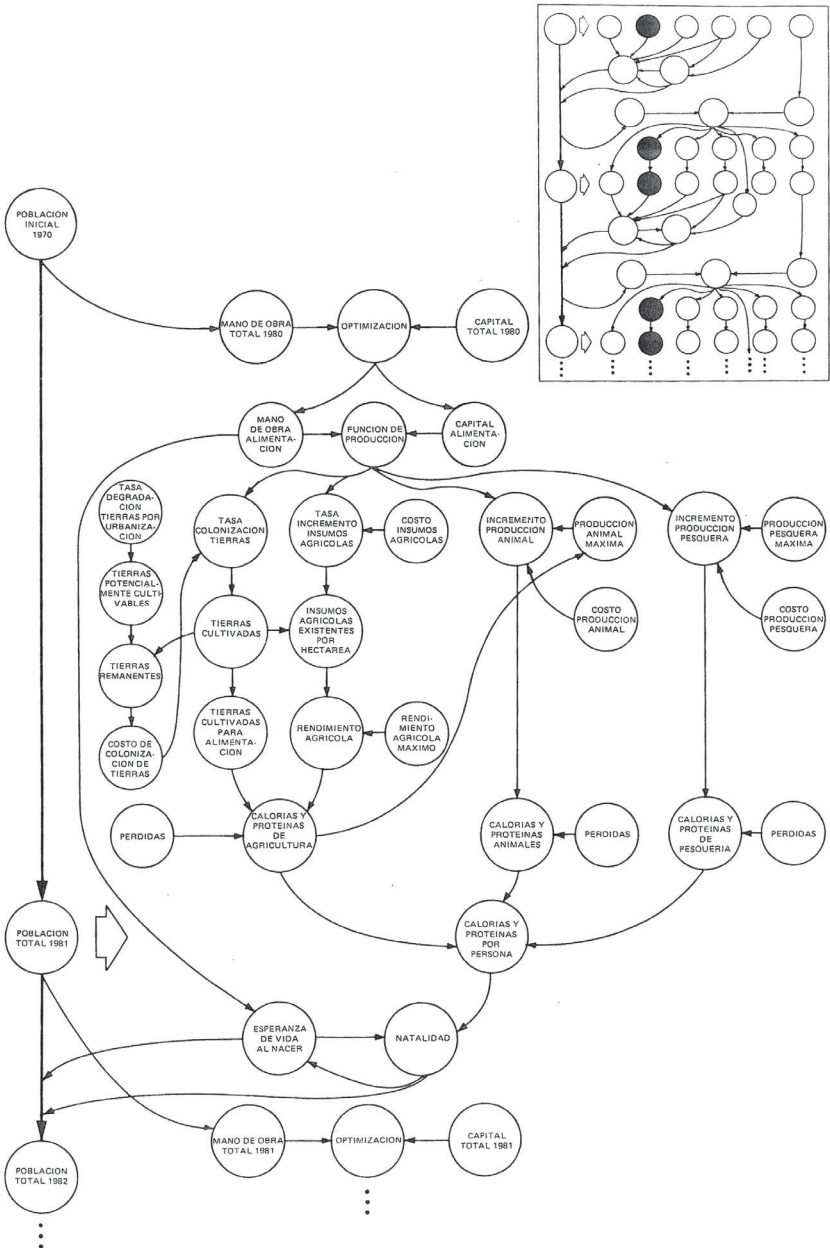 POBLACION
INICIAL
1970
MANO DE OBRA
TOTAL 1980
OPTIMIZACION
CAPITAL
TOTAL 1980
MANO
DE OBRA
ALIMENTA-
CION
FUNCION DE
PRODUCCION
CAPITAL
ALIMENTA-
CION
TASA
DEGRADA-
CION
TIERRAS POR
URBANIZA-
CION
TASA
COLONIZACION
TIERRAS
TASA
INCREMENTO
INSUMOS
AGRICOLAS
COSTO
INSUMOS
AGRICOLAS
INCREMENTO
PRODUCCION
ANIMAL
PRODUCCION
ANIMAL
MAXIMA
INCREMENTO
PRODUCCION
PESQUERA
PRODUCCION
PESQUERA
MAXIMA
TIERRAS
POTENCIAL-
MENTE CULTI-
VABLES
TIERRAS
CULTIVADAS
INSUMOS
AGRICOLAS
EXISTENTES
POR
HECTAREA
COSTO
PRODUCCION
ANIMAL
COSTO
PRODUCCION
PESQUERA
TIERRAS
REMANENTES
COSTO DE
COLONIZA-
CION DE
TIERRAS
TIERRAS
CULTIVADAS
PARA
ALIMENTA-
CION
RENDIMIENTO
AGRICOLA
RENDI-
MIENTO
AGRICOLA
MAXIMO
PERDIDAS
CALORIAS Y
PROTEINAS
DE
AGRICULTURA
CALORIAS Y
PROTEINAS
ANIMALES
PERDIDAS
CALORIAS Y
PROTEINAS
DE
PESQUERIA
PERDIDAS
POBLACION
TOTAL 1981
CALORIAS Y
PROTEINAS
POR
PERSONA
ESPERANZA
DE VIDA
AL NACER
NATALIDAD
MANO DE OBRA
TOTAL 1981
OPTIMIZACION
CAPITAL
TOTAL 1981
POBLACION
TOTAL 1982